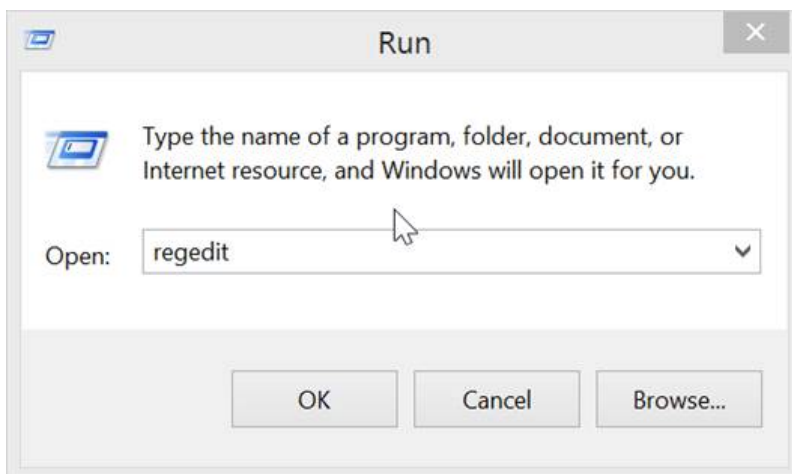 Run
Type the name of a program, folder, document, or
Internet resource, and Windows will open it for you.
Open: regedit
OK Cancel Browse...